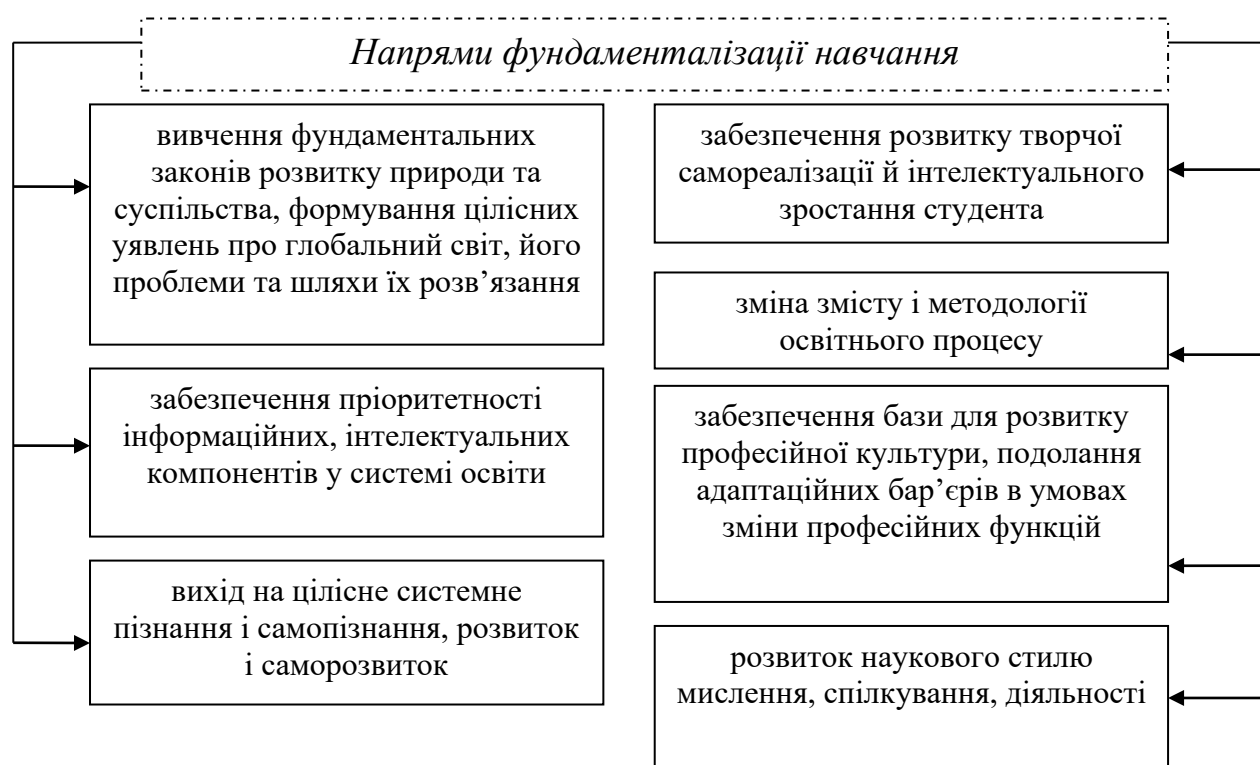 Напрями фундаменталізації навчання
вивчення фундаментальних
законів розвитку природи та
суспільства, формування цілісних
уявлень про глобальний світ, його
проблеми та шляхи їх розв’язання
забезпечення пріоритетності
інформаційних, інтелектуальних
компонентів у системі освіти
вихід на цілісне системне
пізнання і самопізнання, розвиток
і саморозвиток
забезпечення розвитку творчої
самореалізації й інтелектуального
зростання студента
зміна змісту і методології
освітнього процесу
забезпечення бази для розвитку
професійної культури, подолання
адаптаційних бар’єрів в умовах
зміни професійних функцій
розвиток наукового стилю
мислення, спілкування, діяльності